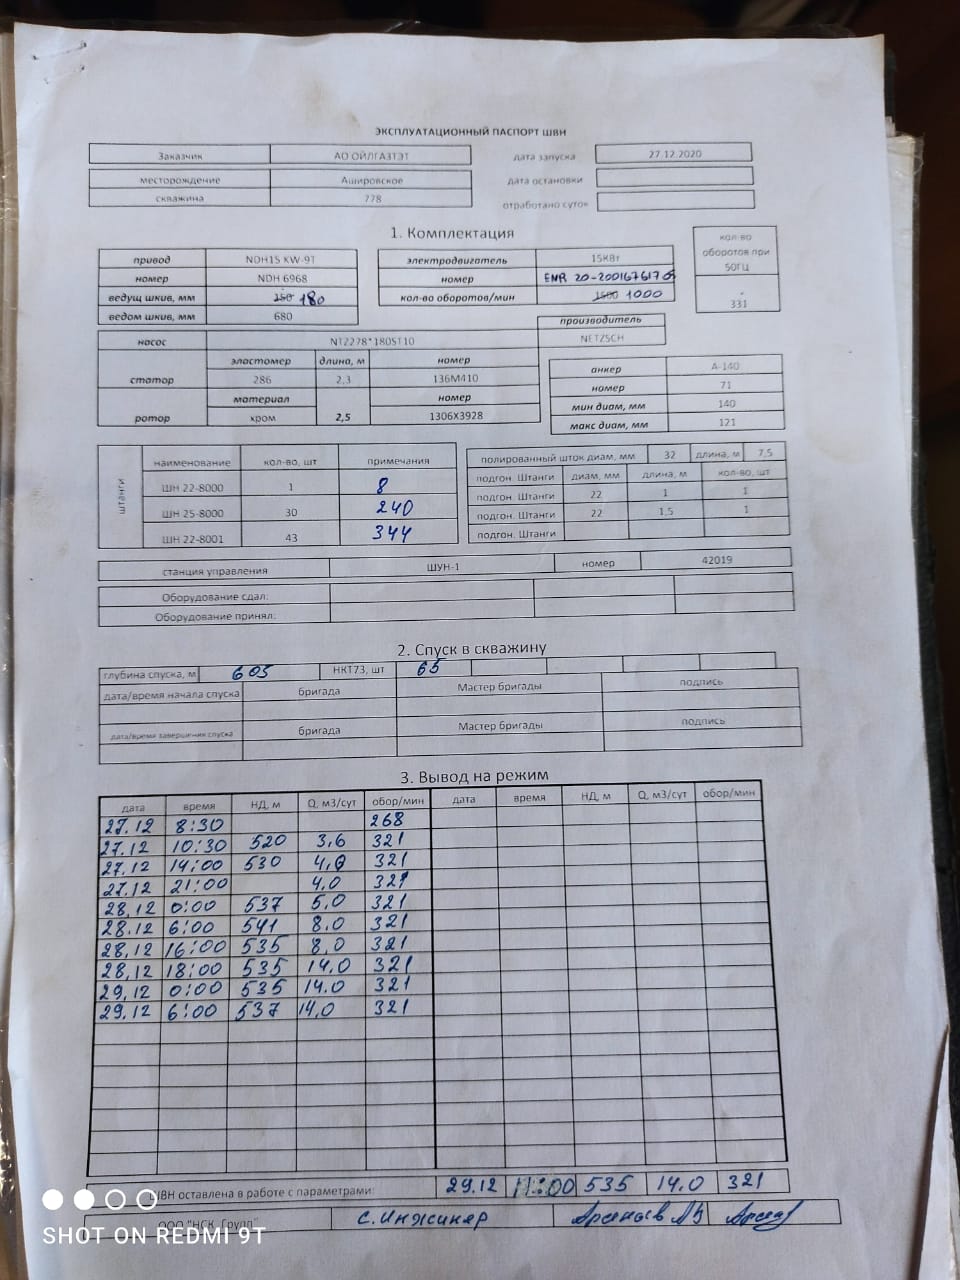 ЭКСПЛУАТАЦИОННЫЙ ПАСПОРТ ШВН
Заказчик АО ОЙЛГАЗТЭТ дата запуска 27.12.2020
месторождение Ашировское дата остановки
скважина 778 отработано суток
1. Комплектация
кол-во оборотов при 50ГЦ 331
привод NDH15 KW-9T электродвигатель 15КВт
номер NDH 6968 номер
ведущ шкив, мм 150 180 кол-во оборотов/мин 1500 1000
ведом шкив, мм 680
производитель
насос NTZ278*180ST10 NETZSCH
эластомер длина, м номер анкер А-140
статор 286 2,3 136М410 номер 71
материал номер мин диам, мм 140
ротор хром 2,5 1306X3928 макс диам, мм 121
штанги
наименование кол-во, шт примечания полированный шток диам, мм 32 длина, м 7,5
ШН 22-8000 1 8 подгон. Штанги диам, мм длина, м кол-во, шт
ШН 25-8000 30 240 подгон. Штанги 22 1 1
ШН 22-8001 43 344 подгон. Штанги 22 1,5 1
подгон. Штанги
станция управления ШУН-1 номер 42019
Оборудование сдал:
Оборудование принял:
2. Спуск в скважину
глубина спуска, м 605 НКТ73, шт 65
дата/время начала спуска бригада Мастер бригады подпись
дата/время завершения спуска бригада Мастер бригады подпись
3. Вывод на режим
дата время НД, м Q, м3/сут обор/мин дата время НД, м Q, м3/сут обор/мин
27.12 8:30 268
27.12 10:30 520 3,6 321
27.12 14:00 530 4,0 321
27.12 21:00 4.0 321
28.12 0:00 537 5.0 321
28.12 6:00 541 8.0 321
28.12 16:00 535 8.0 321
28.12 18:00 535 14.0 321
29.12 0:00 535 14.0 321
29.12 6:00 537 14,0 321
ШВН оставлена в работе с параметрами: 29.12 11:00 535 14.0 321
ООО "НСК Групп" с.Инженер
SHOT ON REDMI 9T